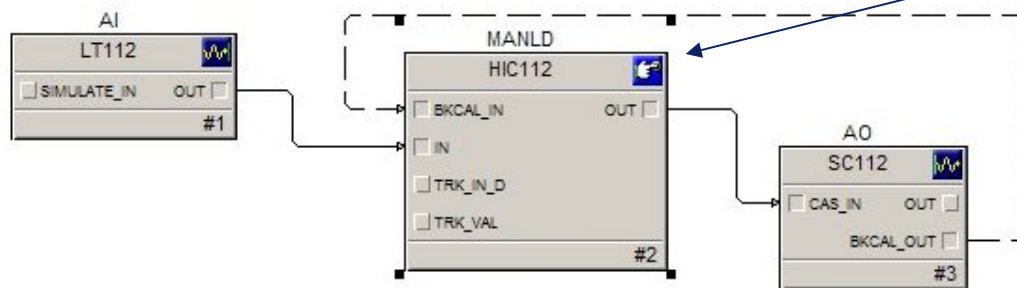 AI
LT112
SIMULATE_IN OUT
#1
MANLD
HIC112
BKCAL_IN OUT
IN
TRK_IN_D
TRK_VAL
#2
AO
SC112
CAS_IN OUT
BKCAL_OUT
#3